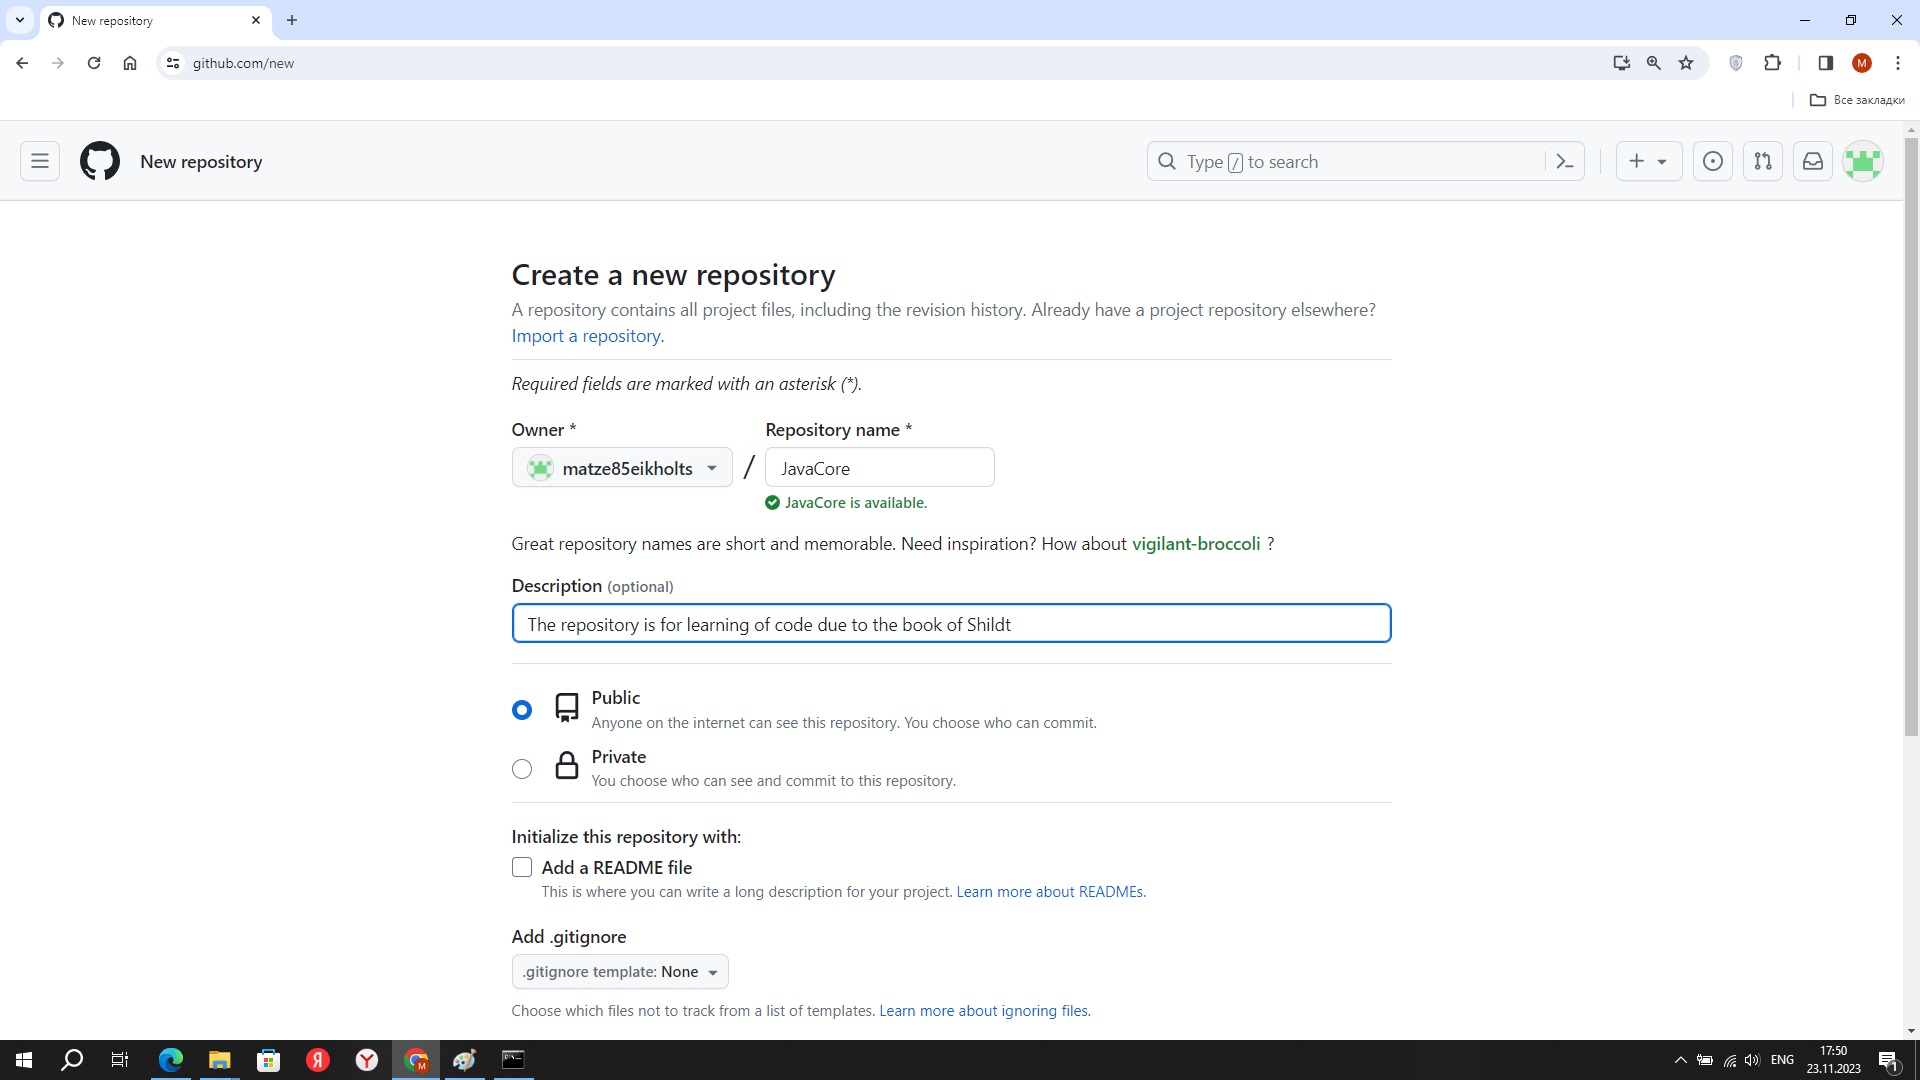 New repository
github.com/new
M
Все закладки
New repository
Type / to search
Create a new repository
A repository contains all project files, including the revision history. Already have a project repository elsewhere?
Import a repository.
Required fields are marked with an asterisk (*).
Owner *
Repository name *
matze85eikholts
/
JavaCore
JavaCore is available.
Great repository names are short and memorable. Need inspiration? How about vigilant-broccoli ?
Description (optional)
The repository is for learning of code due to the book of Shildt
Public
Anyone on the internet can see this repository. You choose who can commit.
Private
You choose who can see and commit to this repository.
Initialize this repository with:
Add a README file
This is where you can write a long description for your project. Learn more about READMEs.
Add .gitignore
.gitignore template: None
Choose which files not to track from a list of templates. Learn more about ignoring files.
Я
Y
M
ENG
17:50
23.11.2023
1